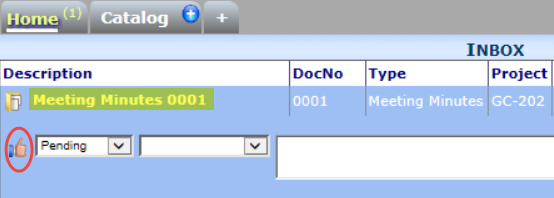 Home (1) Catalog +
INBOX
Description DocNo Type Project
Meeting Minutes 0001 0001 Meeting Minutes GC-202
Pending